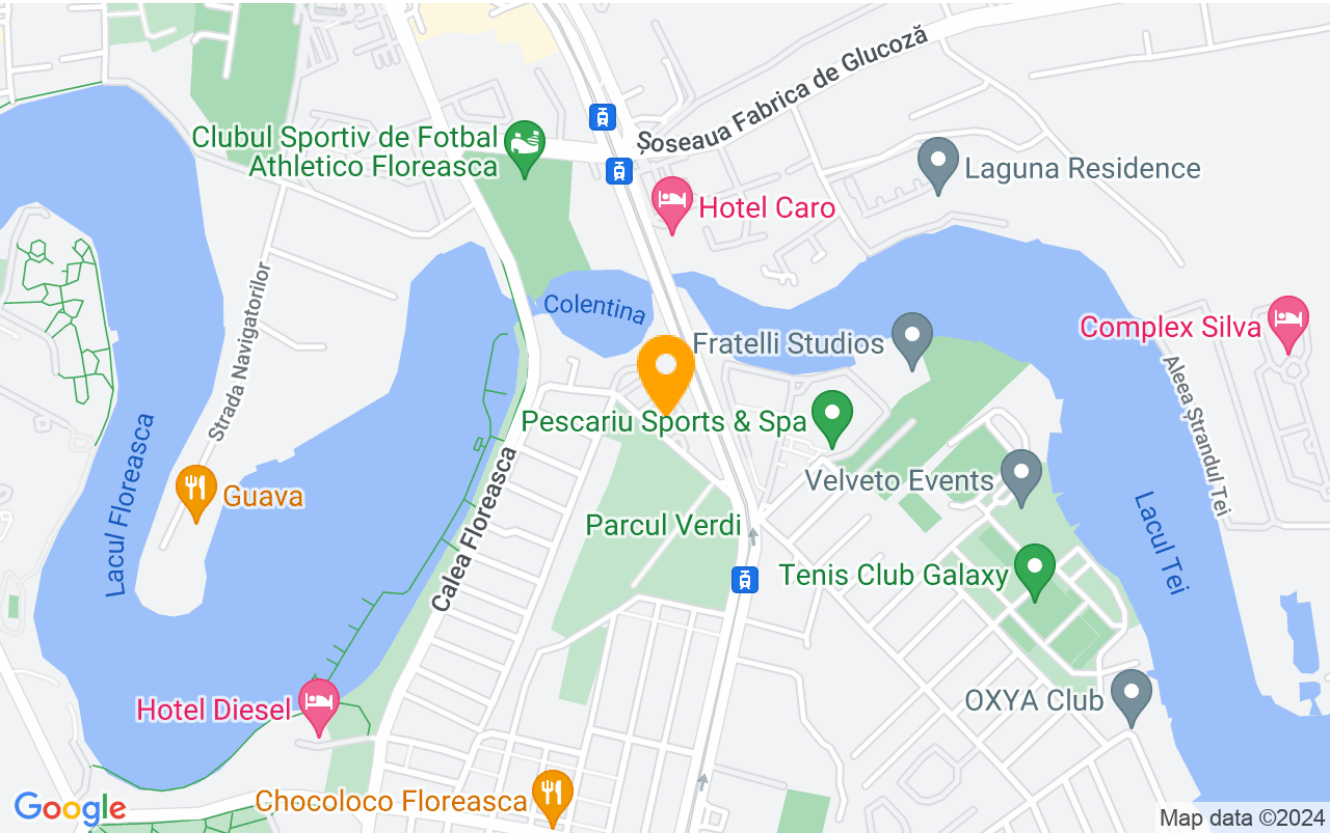 Șoseaua Fabrica de Glucoză
Clubul Sportiv de Fotbal
Athletico Floreasca
Laguna Residence
Hotel Caro
Strada Navigatorilor
Colentina
Fratelli Studios
Complex Silva
Aleea Ștrandul Tei
Pescariu Sports & Spa
Lacul Floreasca
Guava
Calea Floreasca
Velveto Events
Parcul Verdi
Lacul Tei
Tenis Club Galaxy
Hotel Diesel
OXYA Club
Chocoloco Floreasca
Google
Map data ©2024